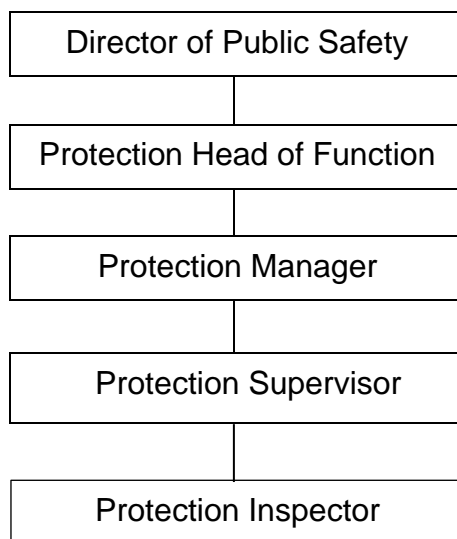 Director of Public Safety
Protection Head of Function
Protection Manager
Protection Supervisor
Protection Inspector